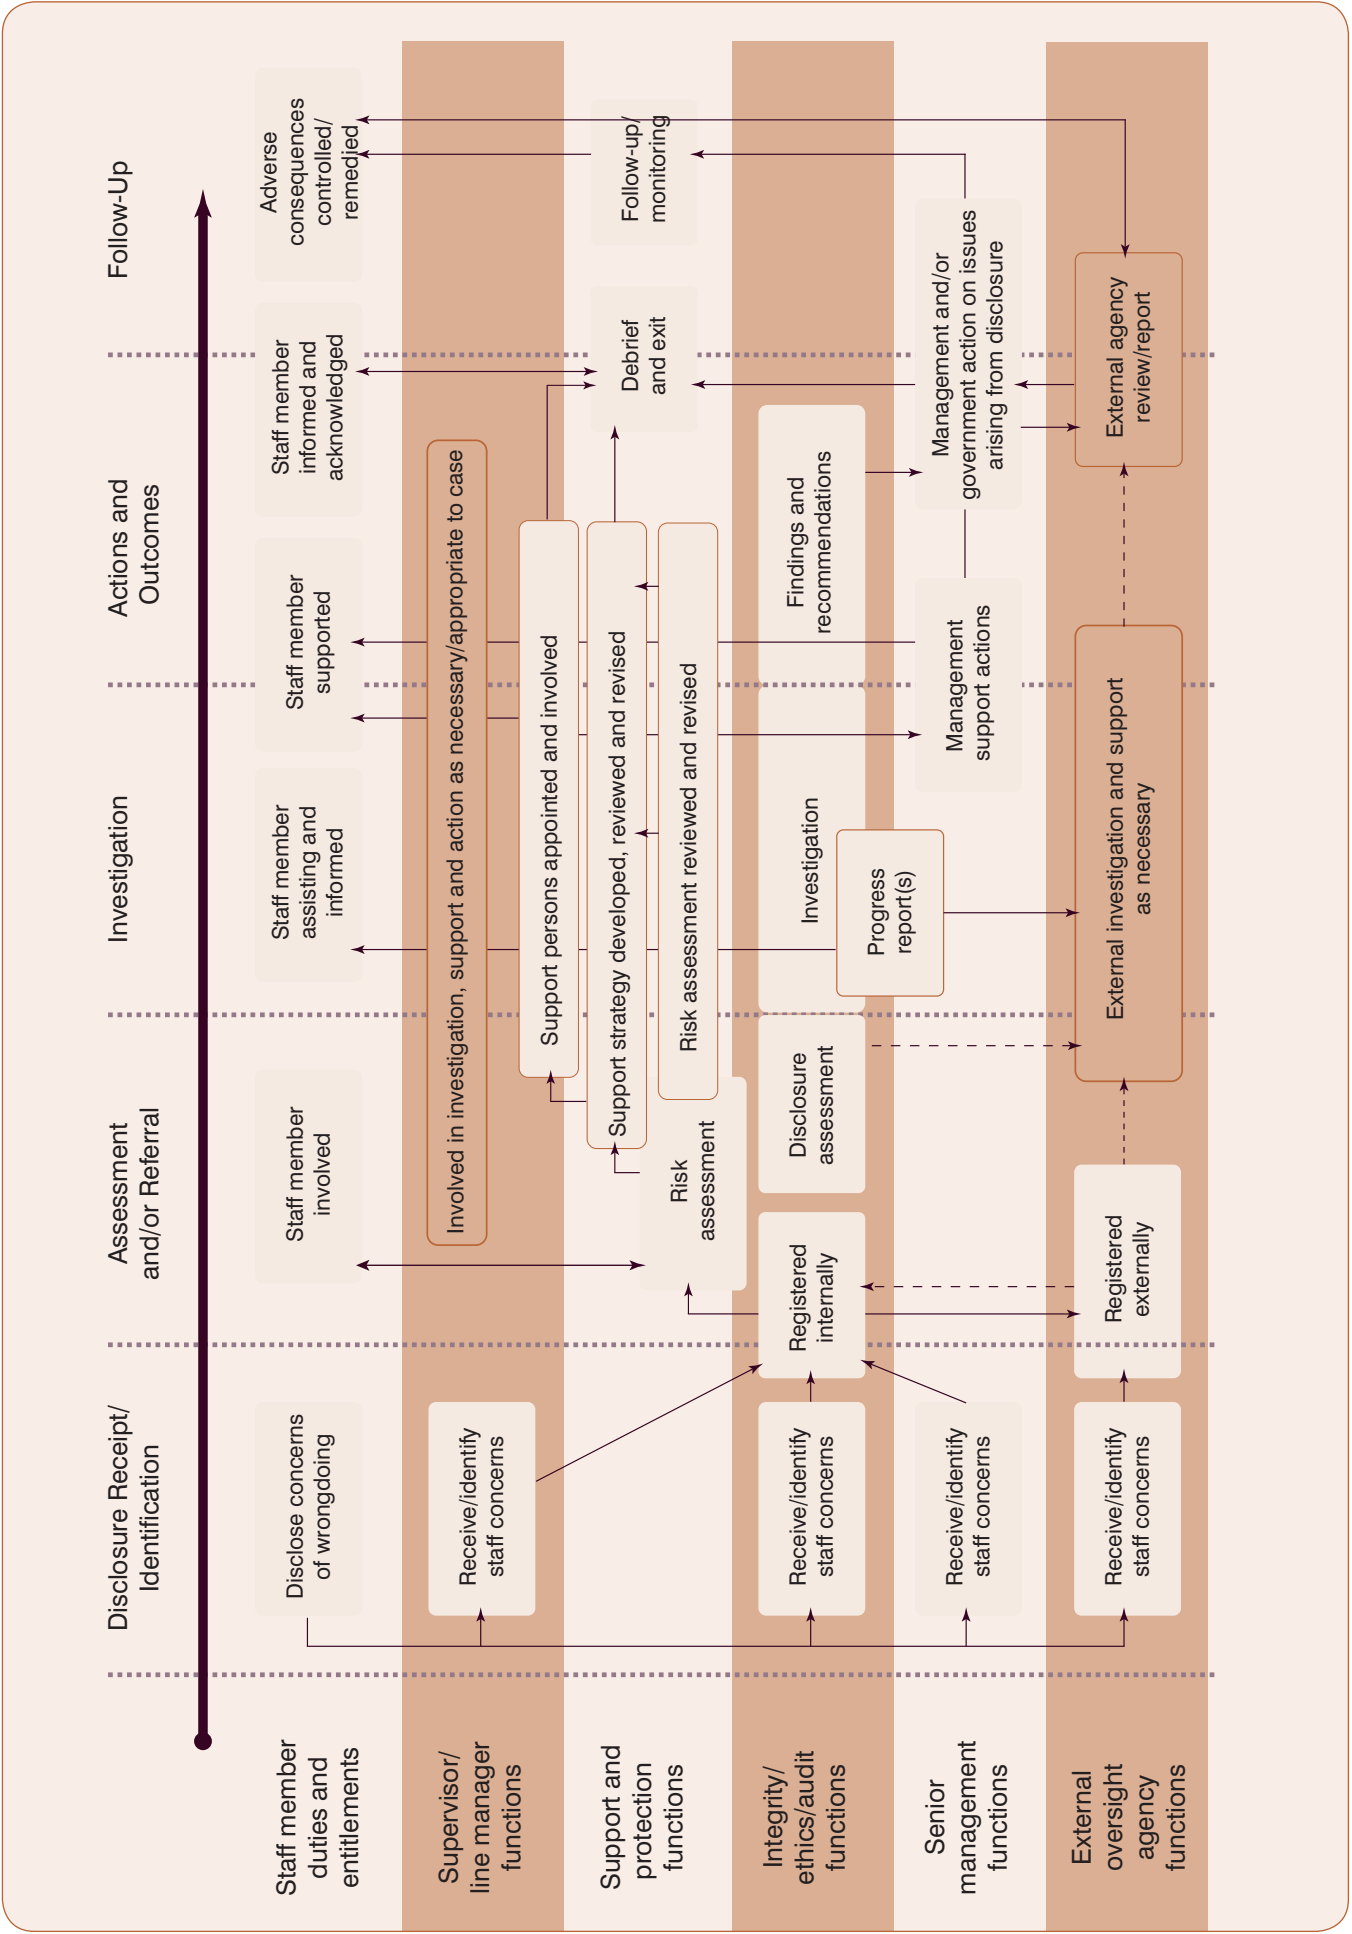 Disclosure Receipt/
Identification
Assessment
and/or Referral
Investigation
Actions and
Outcomes
Follow-Up
Staff member
duties and
entitlements
Disclose concerns
of wrongdoing
Staff member
involved
Staff member
assisting and
informed
Staff member
supported
Staff member
informed and
acknowledged
Adverse
consequences
controlled/
remedied
Supervisor/
line manager
functions
Receive/identify
staff concerns
Involved in investigation, support and action as necessary/appropriate to case
Support and
protection
functions
Support persons appointed and involved
Support strategy developed, reviewed and revised
Risk assessment reviewed and revised
Risk
assessment
Debrief
and exit
Follow-up/
monitoring
Integrity/
ethics/audit
functions
Receive/identify
staff concerns
Registered
internally
Disclosure
assessment
Investigation
Progress
report(s)
Findings and
recommendations
Senior
management
functions
Receive/identify
staff concerns
Management
support actions
Management and/or
government action on issues
arising from disclosure
External
oversight
agency
functions
Receive/identify
staff concerns
Registered
externally
External investigation and support
as necessary
External agency
review/report